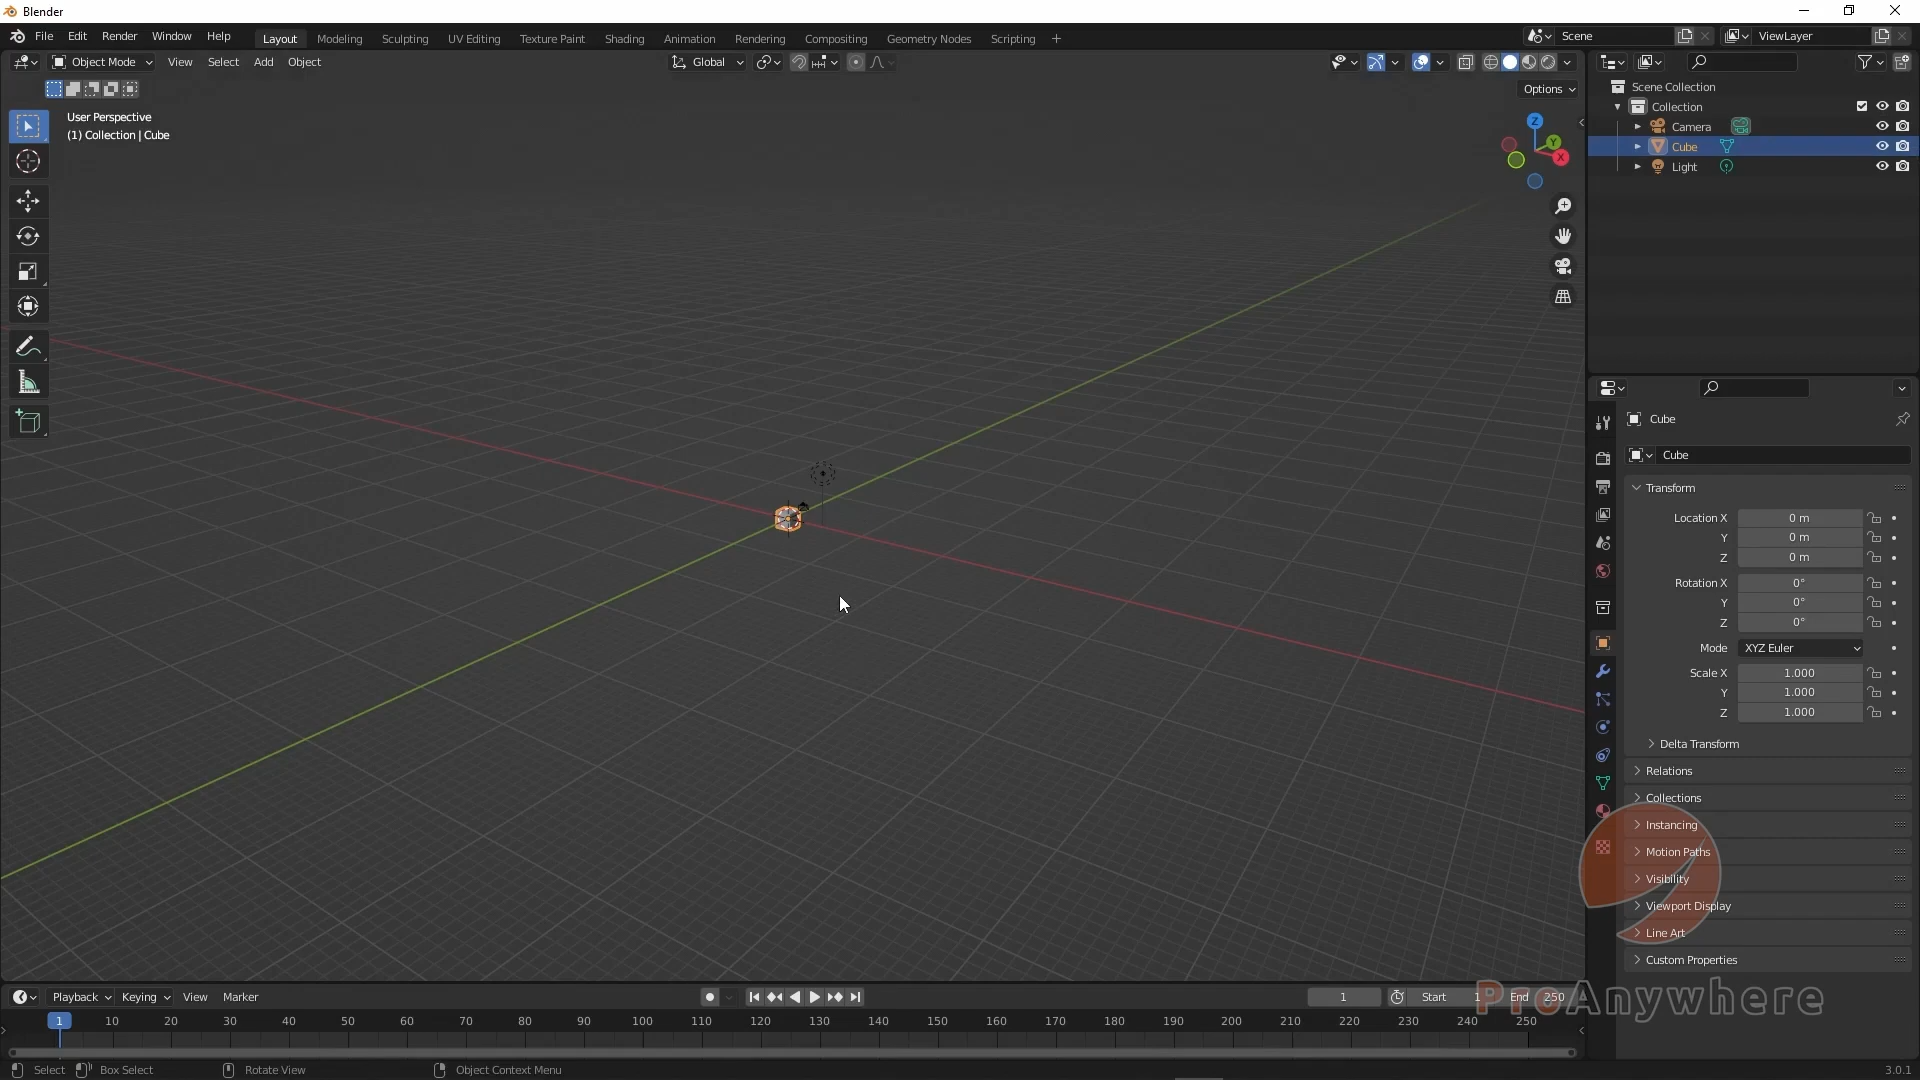 Blender
File Edit Render Window Help Layout Modeling Sculpting UV Editing Texture Paint Shading Animation Rendering Compositing Geometry Nodes Scripting + Scene ViewLayer
Object Mode View Select Add Object Global
Options
User Perspective
(1) Collection | Cube
Z
Y
X
Scene Collection
Collection
Camera
Cube
Light
Cube
Cube
Transform
Location X 0 m
Y 0 m
Z 0 m
Rotation X 0°
Y 0°
Z 0°
Mode XYZ Euler
Scale X 1.000
Y 1.000
Z 1.000
Delta Transform
Relations
Collections
Instancing
Motion Paths
Visibility
Viewport Display
Line Art
Custom Properties
Playback Keying View Marker 1 Start 1 End 250
ProAnywhere
1 10 20 30 40 50 60 70 80 90 100 110 120 130 140 150 160 170 180 190 200 210 220 230 240 250
Select Box Select Rotate View Object Context Menu 3.0.1